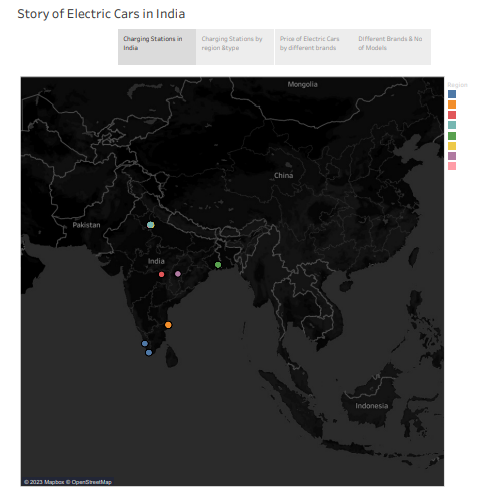 Story of Electric Cars in India
Charging Stations in
India
Charging Stations by
region &type
Price of Electric Cars
by different brands
Different Brands & No
of Models
Region
Mongolia
China
Pakistan
India
Indonesia
© 2023 Mapbox © OpenStreetMap